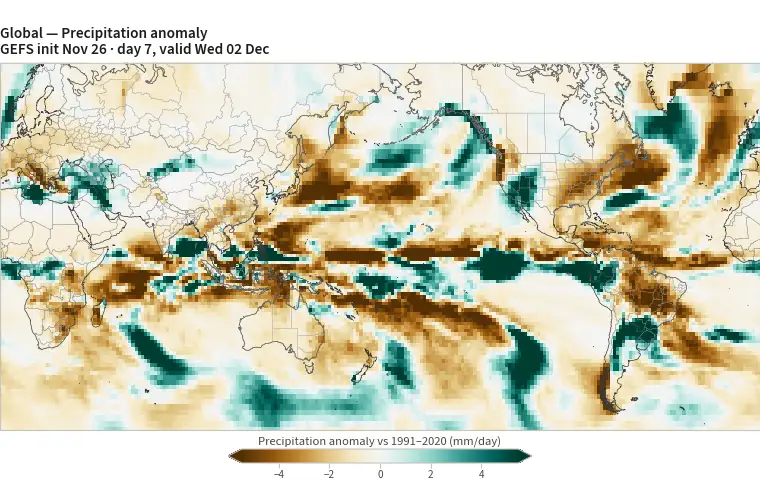 Global — Precipitation anomaly
GEFS init Nov 26 · day 7, valid Wed 02 Dec
Precipitation anomaly vs 1991–2020 (mm/day)
−4 −2 0 2 4